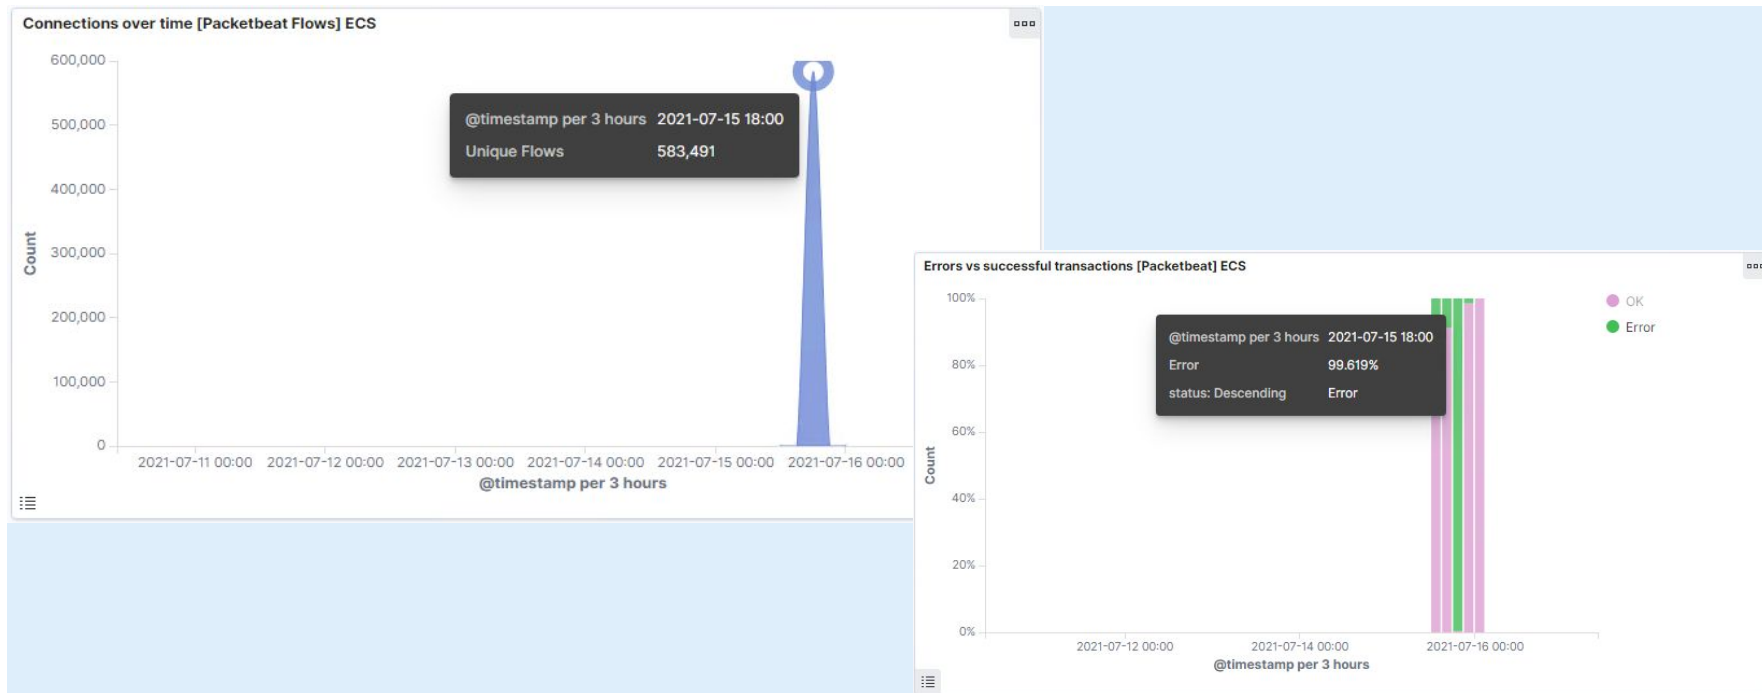 Connections over time [Packetbeat Flows] ECS
600,000
500,000
400,000
300,000
200,000
100,000
0
Count
@timestamp per 3 hours 2021-07-15 18:00
Unique Flows 583,491
2021-07-11 00:00 2021-07-12 00:00 2021-07-13 00:00 2021-07-14 00:00 2021-07-15 00:00 2021-07-16 00:00
@timestamp per 3 hours
Errors vs successful transactions [Packetbeat] ECS
100%
80%
60%
40%
20%
0%
Count
@timestamp per 3 hours 2021-07-15 18:00
Error 99.619%
status: Descending Error
OK
Error
2021-07-12 00:00 2021-07-14 00:00 2021-07-16 00:00
@timestamp per 3 hours